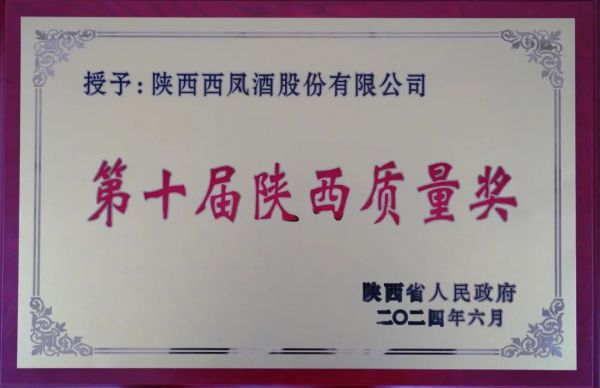 授予：陕西西凤酒股份有限公司
第十届陕西质量奖
陕西省人民政府
二〇二四年六月